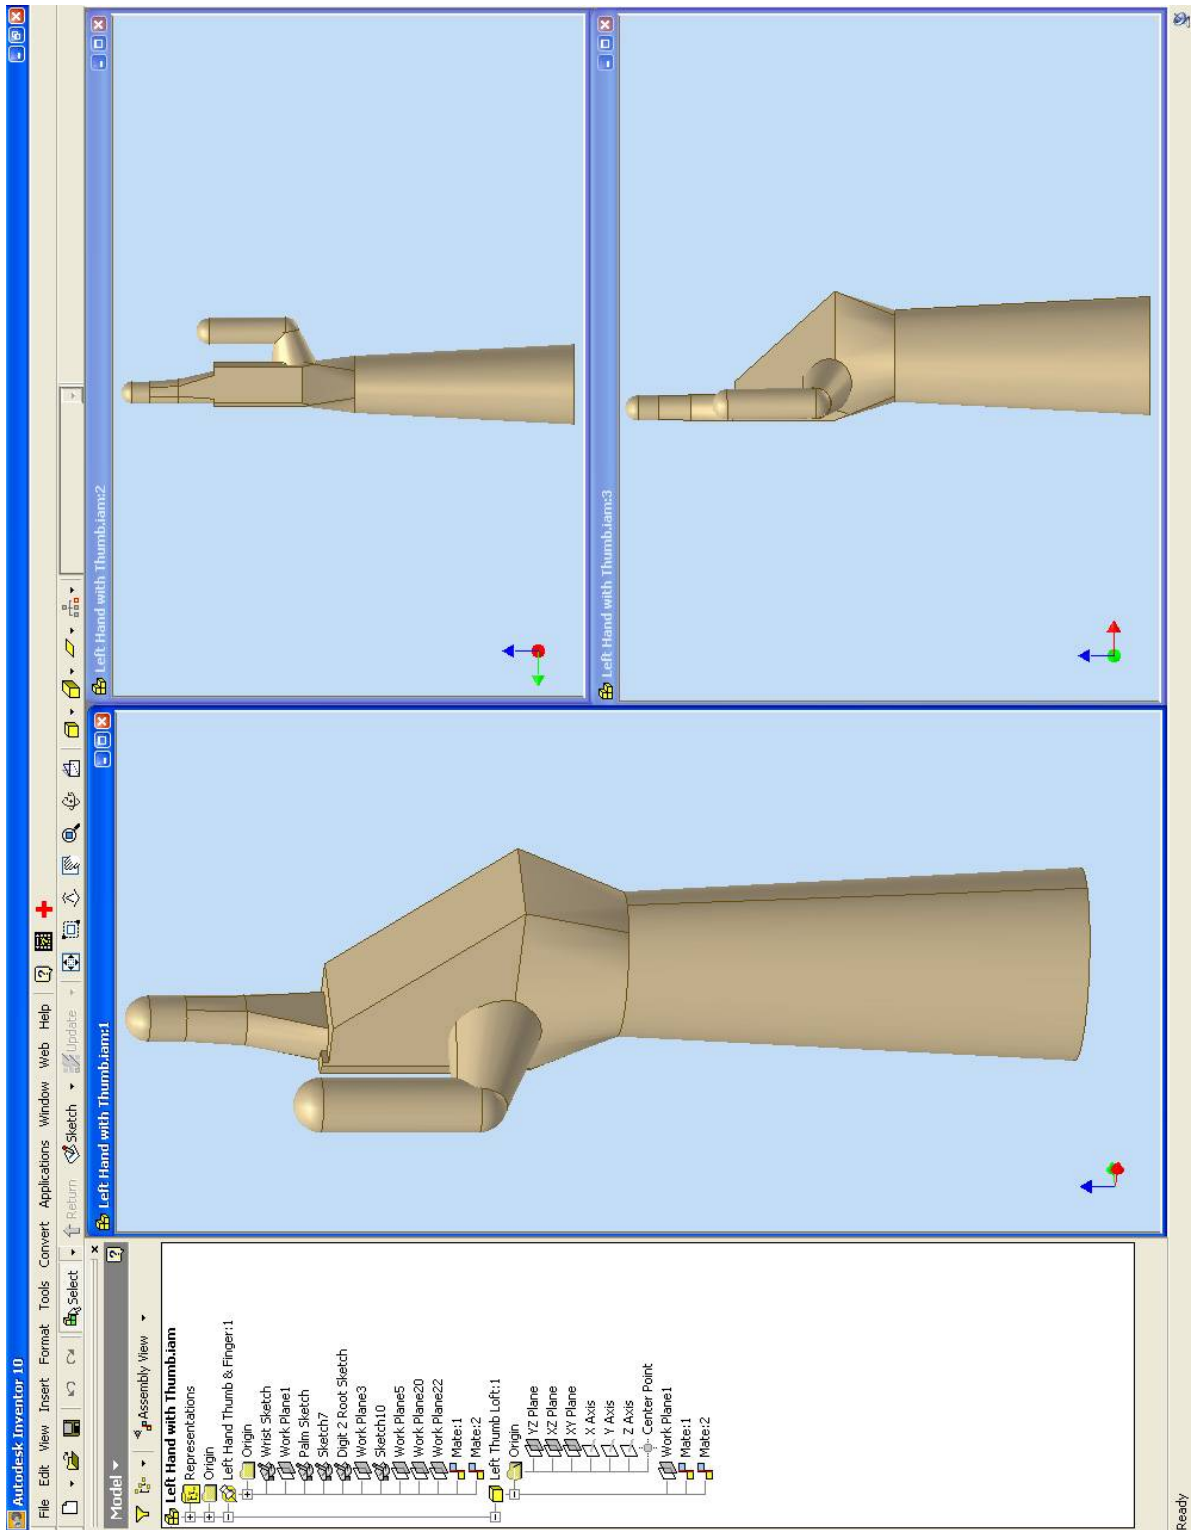 Autodesk Inventor 10
File Edit View Insert Format Tools Convert Applications Window Web Help
Select Return Sketch Update
Model
Assembly View
Left Hand with Thumb.iam
Representations
Origin
Left Hand Thumb & Finger:1
Origin
Wrist Sketch
Work Plane1
Palm Sketch
Sketch7
Digit 2 Root Sketch
Work Plane3
Sketch10
Work Plane5
Work Plane20
Work Plane22
Mate:1
Mate:2
Left Thumb Loft:1
Origin
YZ Plane
XZ Plane
XY Plane
X Axis
Y Axis
Z Axis
Center Point
Work Plane1
Mate:1
Mate:2
Left Hand with Thumb.iam:1
Left Hand with Thumb.iam:2
Left Hand with Thumb.iam:3
Ready